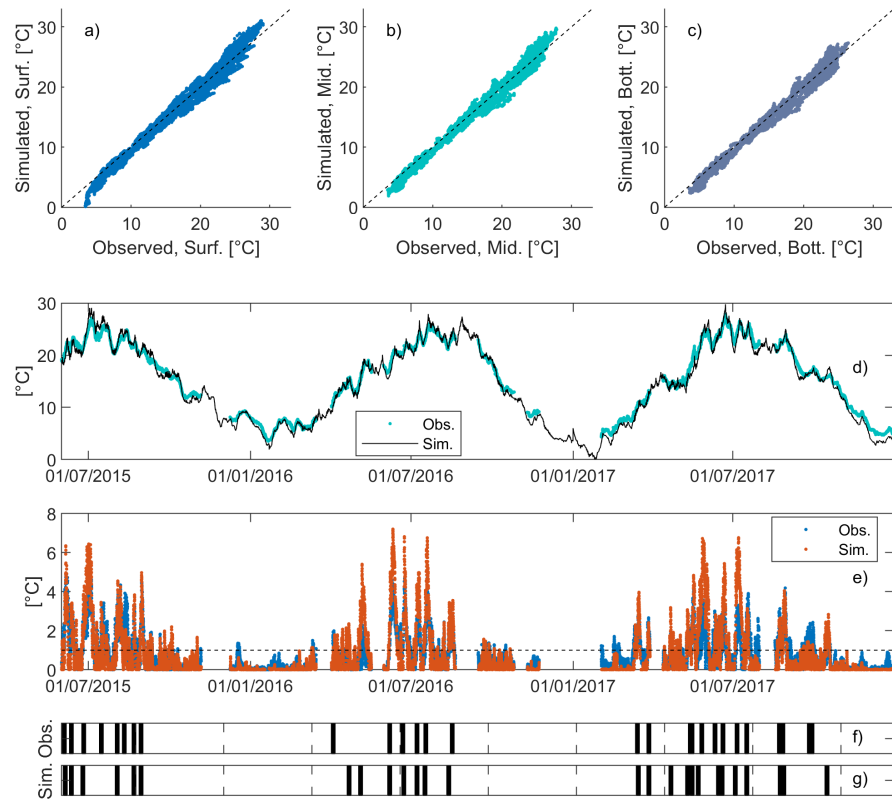 a)
Simulated, Surf. [°C]
30
20
10
0
0 10 20 30
Observed, Surf. [°C]
b)
Simulated, Mid. [°C]
30
20
10
0
0 10 20 30
Observed, Mid. [°C]
c)
Simulated, Bott. [°C]
30
20
10
0
0 10 20 30
Observed, Bott. [°C]
[°C]
30
20
10
0
d)
Obs.
Sim.
01/07/2015 01/01/2016 01/07/2016 01/01/2017 01/07/2017
[°C]
8
6
4
2
0
Obs.
Sim.
e)
01/07/2015 01/01/2016 01/07/2016 01/01/2017 01/07/2017
Obs.
f)
Sim.
g)